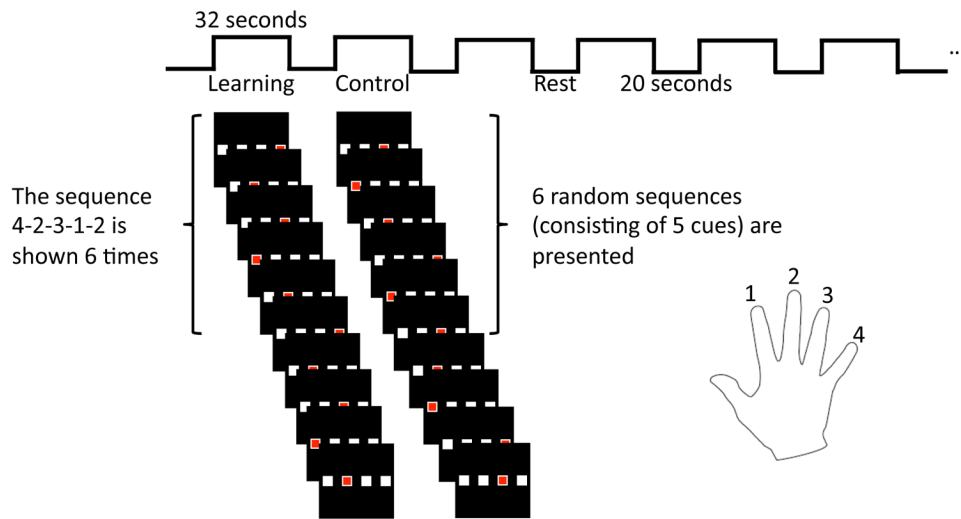 32 seconds
..
Learning
Control
Rest
20 seconds
The sequence
4-2-3-1-2 is
shown 6 times
6 random sequences
(consisting of 5 cues) are
presented
1
2
3
4